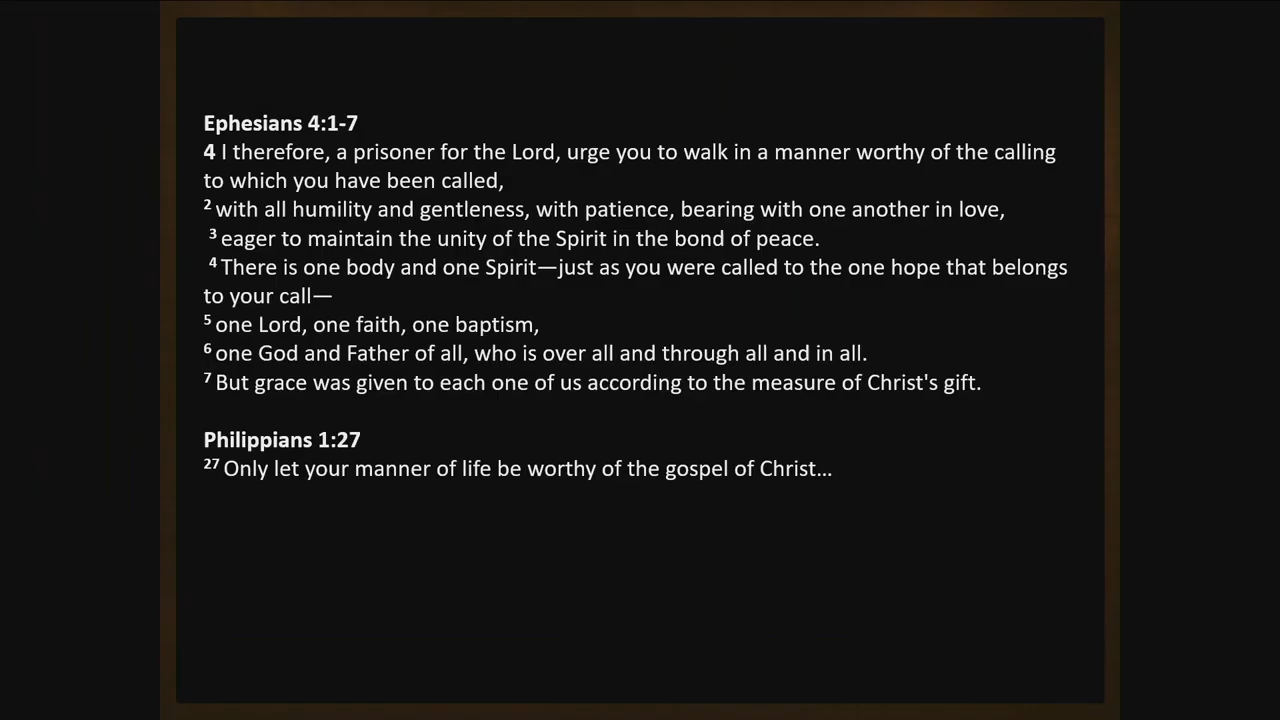 Ephesians 4:1-7
4 I therefore, a prisoner for the Lord, urge you to walk in a manner worthy of the calling
to which you have been called,
2 with all humility and gentleness, with patience, bearing with one another in love,
3 eager to maintain the unity of the Spirit in the bond of peace.
4 There is one body and one Spirit—just as you were called to the one hope that belongs
to your call—
5 one Lord, one faith, one baptism,
6 one God and Father of all, who is over all and through all and in all.
7 But grace was given to each one of us according to the measure of Christ's gift.
Philippians 1:27
27 Only let your manner of life be worthy of the gospel of Christ…